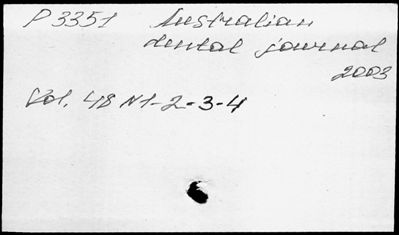 P 3351 Australian
dental journal
2003
Vol. 48 N1-2-3-4